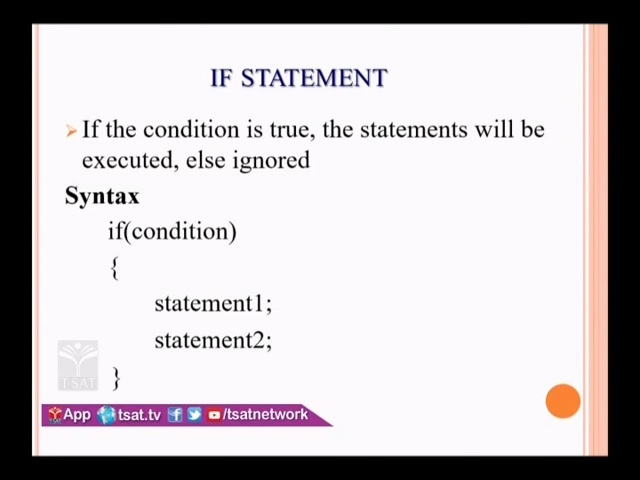 IF STATEMENT
If the condition is true, the statements will be
executed, else ignored
Syntax
if(condition)
{
statement1;
statement2;
}
T SAT
App tsat.tv /tsatnetwork